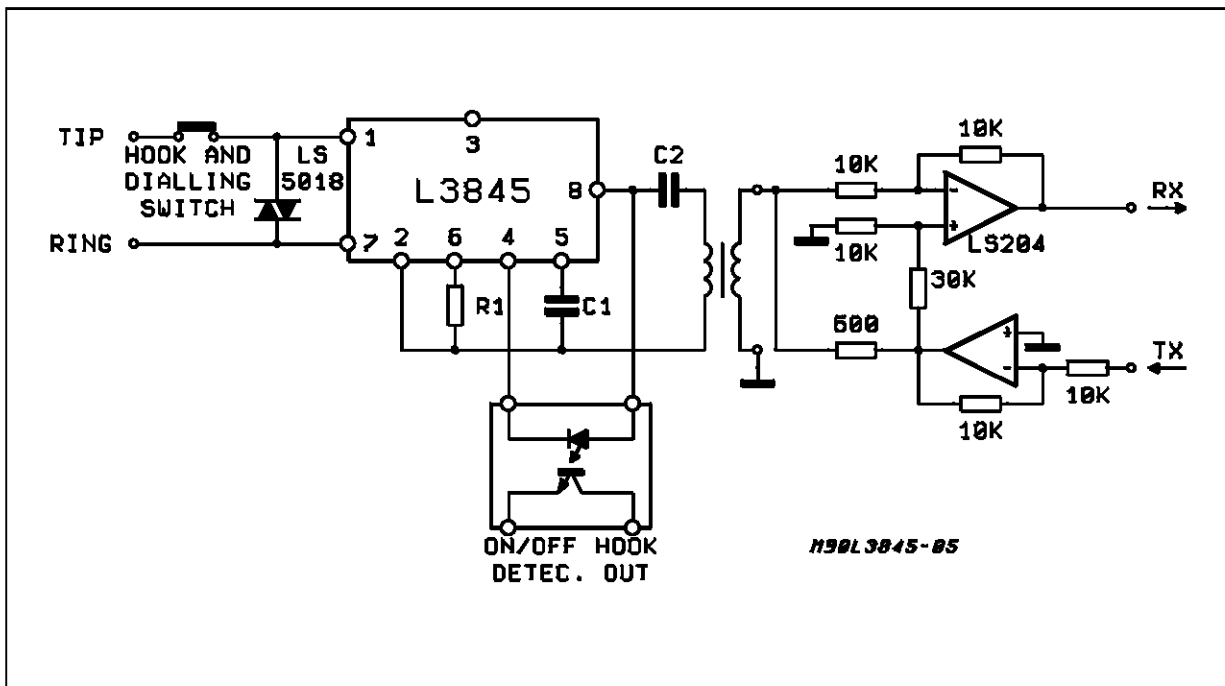 TIP
HOOK AND
DIALLING
SWITCH
RING
LS
5018
1
3
L3845
8
7
2
6
4
5
R1
C1
C2
10K
10K
-
+
LS204
RX
10K
30K
600
+
-
TX
10K
10K
ON/OFF HOOK
DETEC. OUT
M90L3845-05